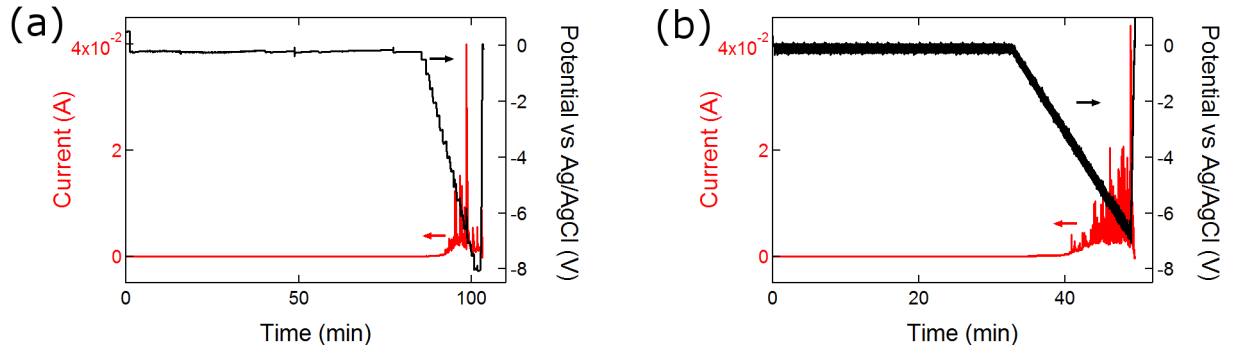 (a)
4x10⁻²
2
0
Current (A)
0
-2
-4
-6
-8
Potential vs Ag/AgCl (V)
0
50
100
Time (min)
(b)
4x10⁻²
2
0
Current (A)
0
-2
-4
-6
-8
Potential vs Ag/AgCl (V)
0
20
40
Time (min)